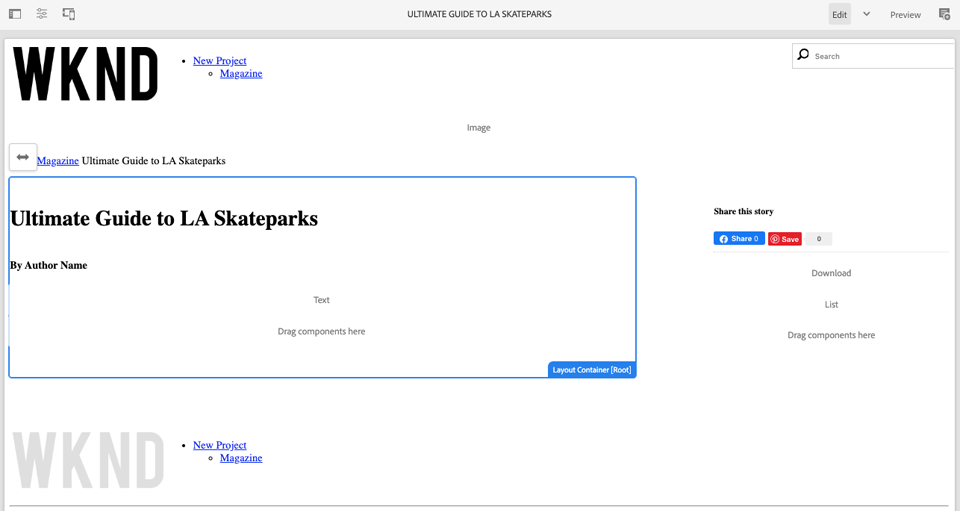 ULTIMATE GUIDE TO LA SKATEPARKS
Edit
Preview
WKND
New Project
Magazine
Search
Image
Magazine Ultimate Guide to LA Skateparks
Ultimate Guide to LA Skateparks
By Author Name
Text
Drag components here
Layout Container [Root]
Share this story
Share 0
Save
0
Download
List
Drag components here
WKND
New Project
Magazine